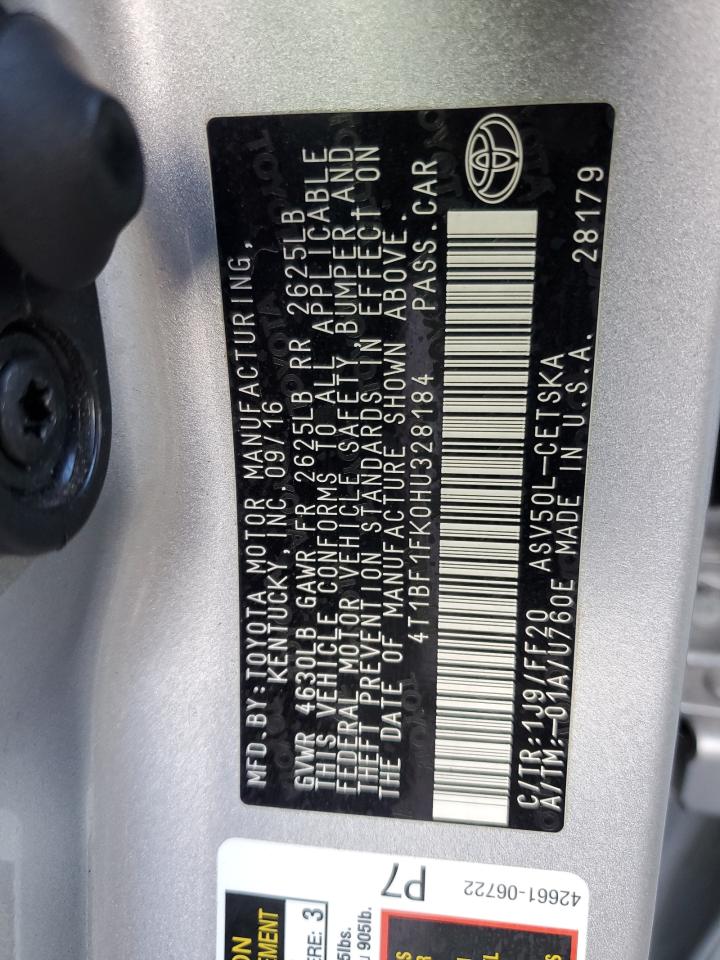 MFD.BY:TOYOTA MOTOR MANUFACTURING,
KENTUCKY, INC. 09/16
GVWR 4630LB GAWR FR 2625LB RR 2625LB
THIS VEHICLE CONFORMS TO ALL APPLICABLE
FEDERAL MOTOR VEHICLE SAFETY, BUMPER AND
THEFT PREVENTION STANDARDS IN EFFECT ON
THE DATE OF MANUFACTURE SHOWN ABOVE.
4T1BF1FK0HU328184 PASS.CAR
C/TR:1J9/FF20 ASV50L-CETSKA
A/TM:-01A/U760E MADE IN U.S.A. 28179
P7
42661-06722
3
905lb.